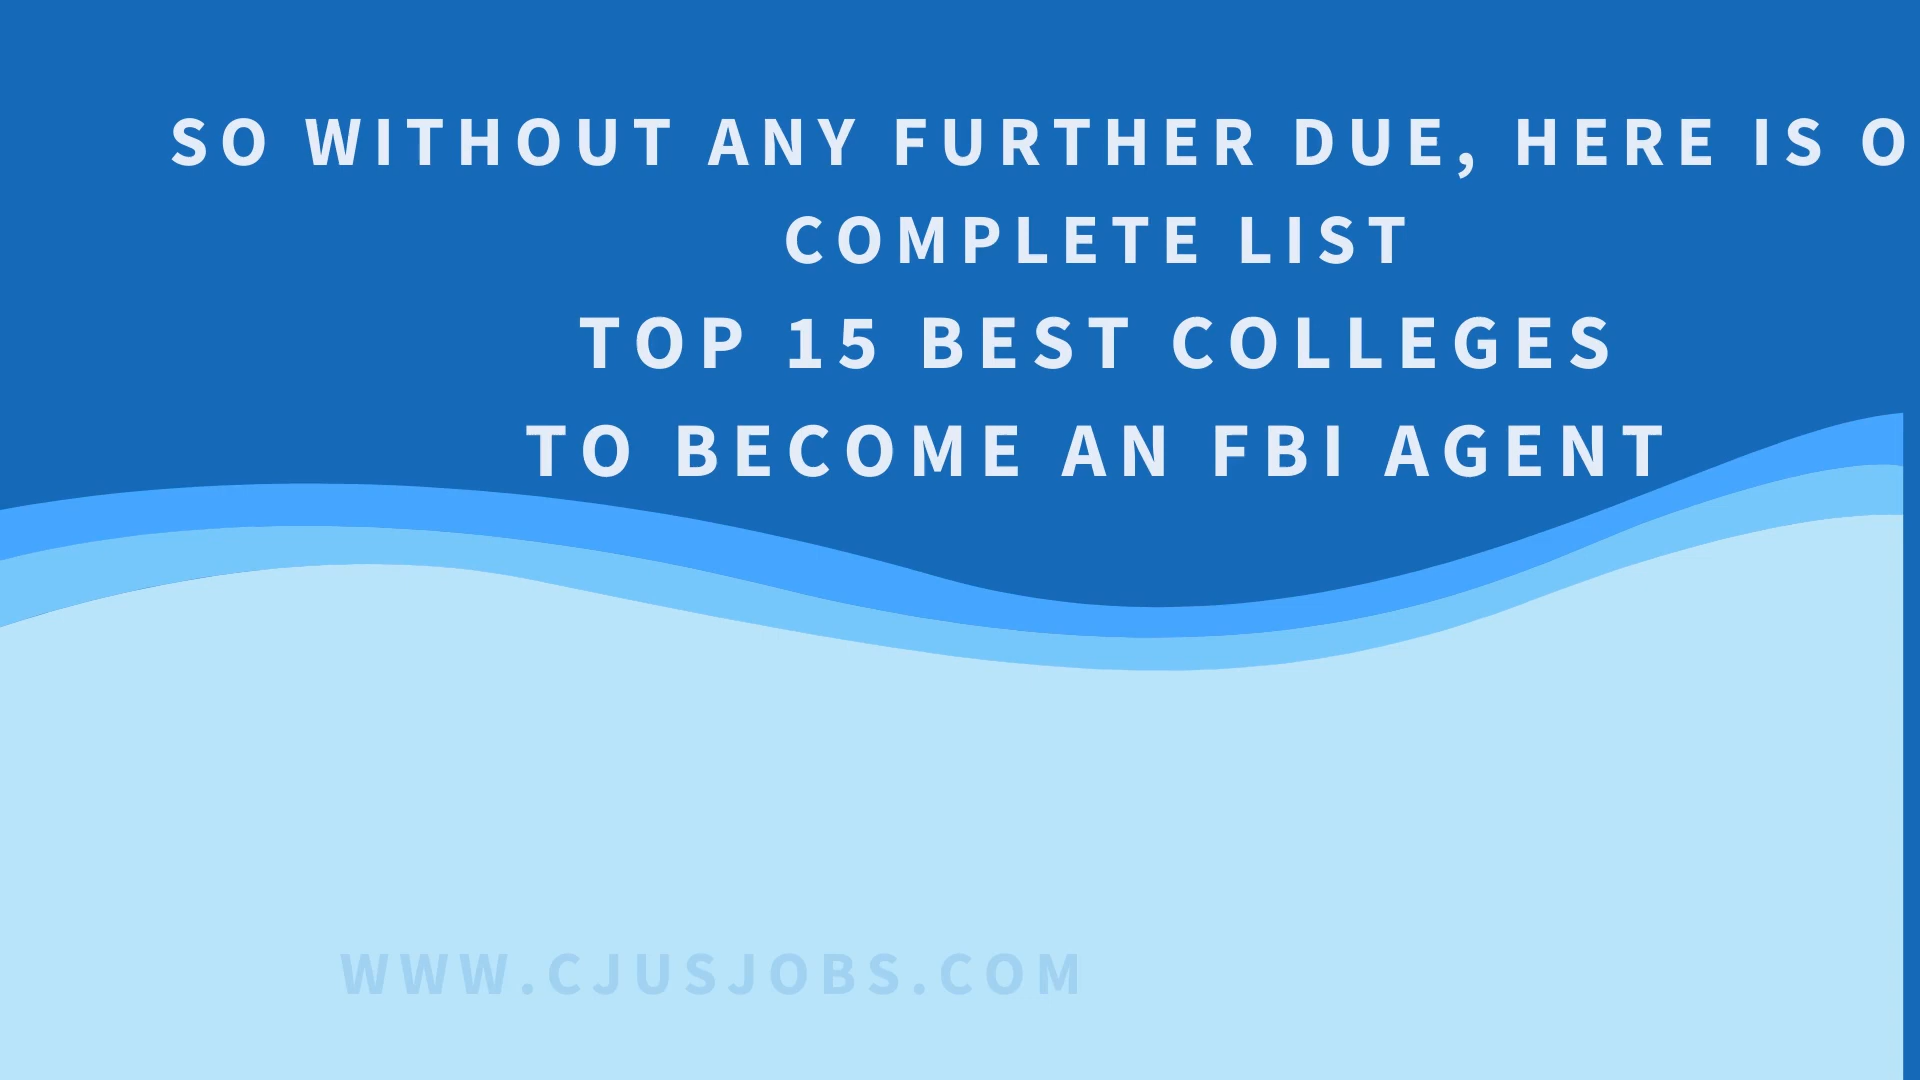 SO WITHOUT ANY FURTHER DUE, HERE IS O
COMPLETE LIST
TOP 15 BEST COLLEGES
TO BECOME AN FBI AGENT
WWW.CJUSJOBS.COM